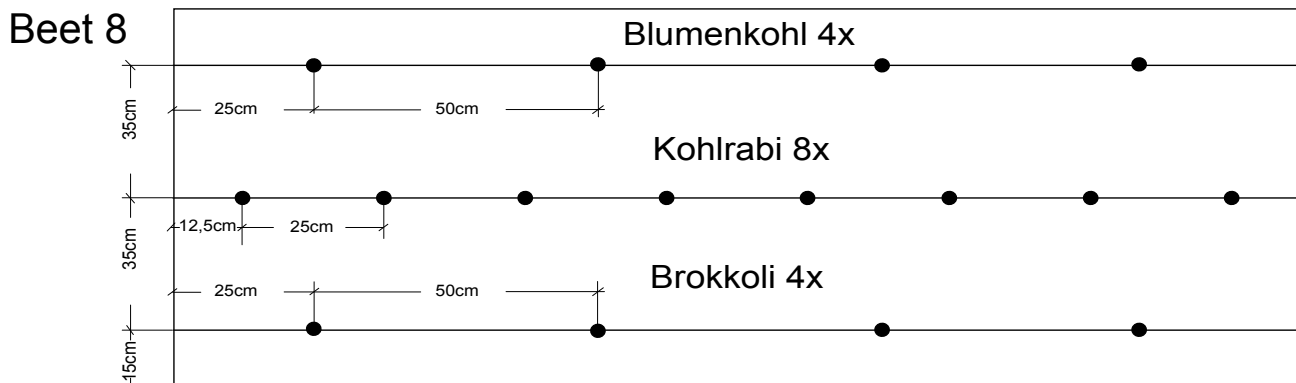 Beet 8
Blumenkohl 4x
35cm
25cm
50cm
Kohlrabi 8x
12,5cm
25cm
35cm
Brokkoli 4x
25cm
50cm
15cm